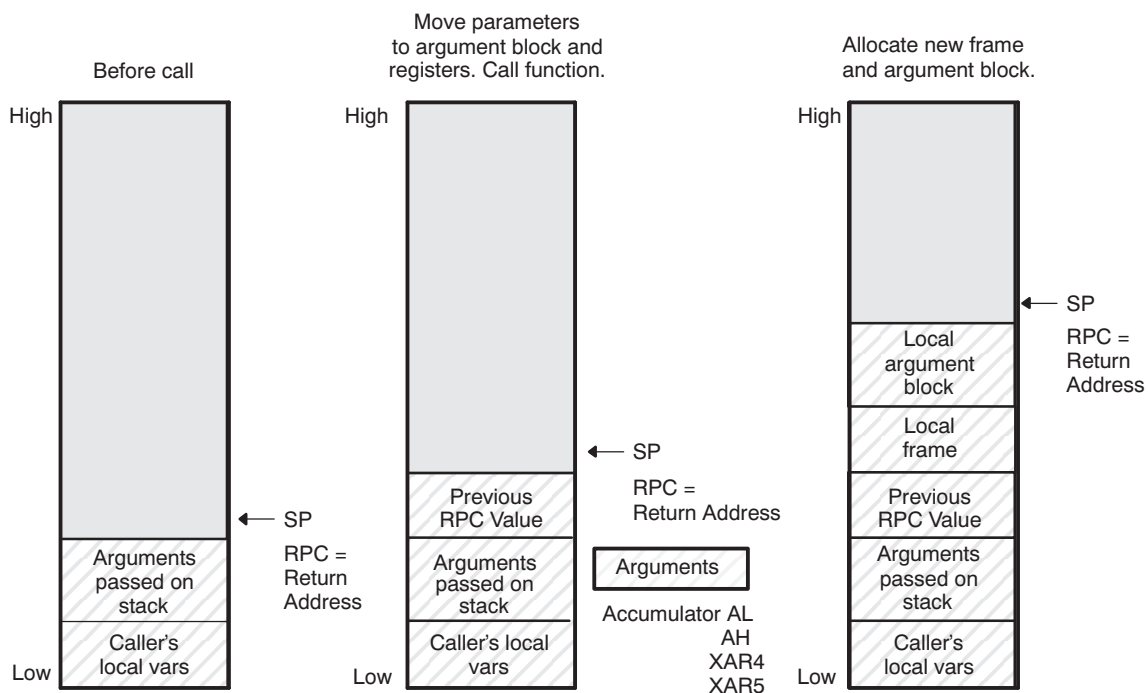 Before call
High
SP
RPC =
Return
Address
Arguments
passed on
stack
Caller's
local vars
Low
Move parameters
to argument block and
registers. Call function.
High
SP
RPC =
Return Address
Previous
RPC Value
Arguments
passed on
stack
Caller's local
vars
Low
Arguments
Accumulator AL
AH
XAR4
XAR5
Allocate new frame
and argument block.
High
SP
RPC =
Return
Address
Local
argument
block
Local
frame
Previous
RPC Value
Arguments
passed on
stack
Caller's
local vars
Low